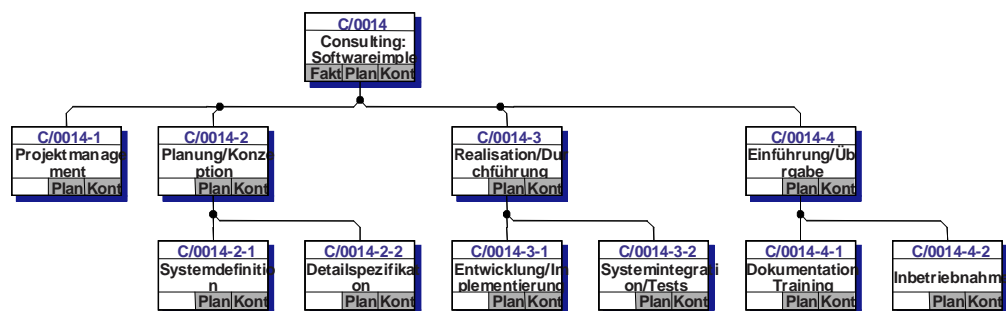 C/0014
Consulting:
Softwareimple
Fakt Plan Kont
C/0014-1
Projektmanage
ment
Plan Kont
C/0014-2
Planung/Konze
ption
Plan Kont
C/0014-3
Realisation/Dur
chführung
Plan Kont
C/0014-4
Einführung/Üb
rgabe
Plan Kont
C/0014-2-1
Systemdefinitio
n
Plan Kont
C/0014-2-2
Detailspezifikat
on
Plan Kont
C/0014-3-1
Entwicklung/Im
plementierung
Plan Kont
C/0014-3-2
Systemintegrati
on/Tests
Plan Kont
C/0014-4-1
Dokumentation
Training
Plan Kont
C/0014-4-2
Inbetriebnahm
Plan Kont